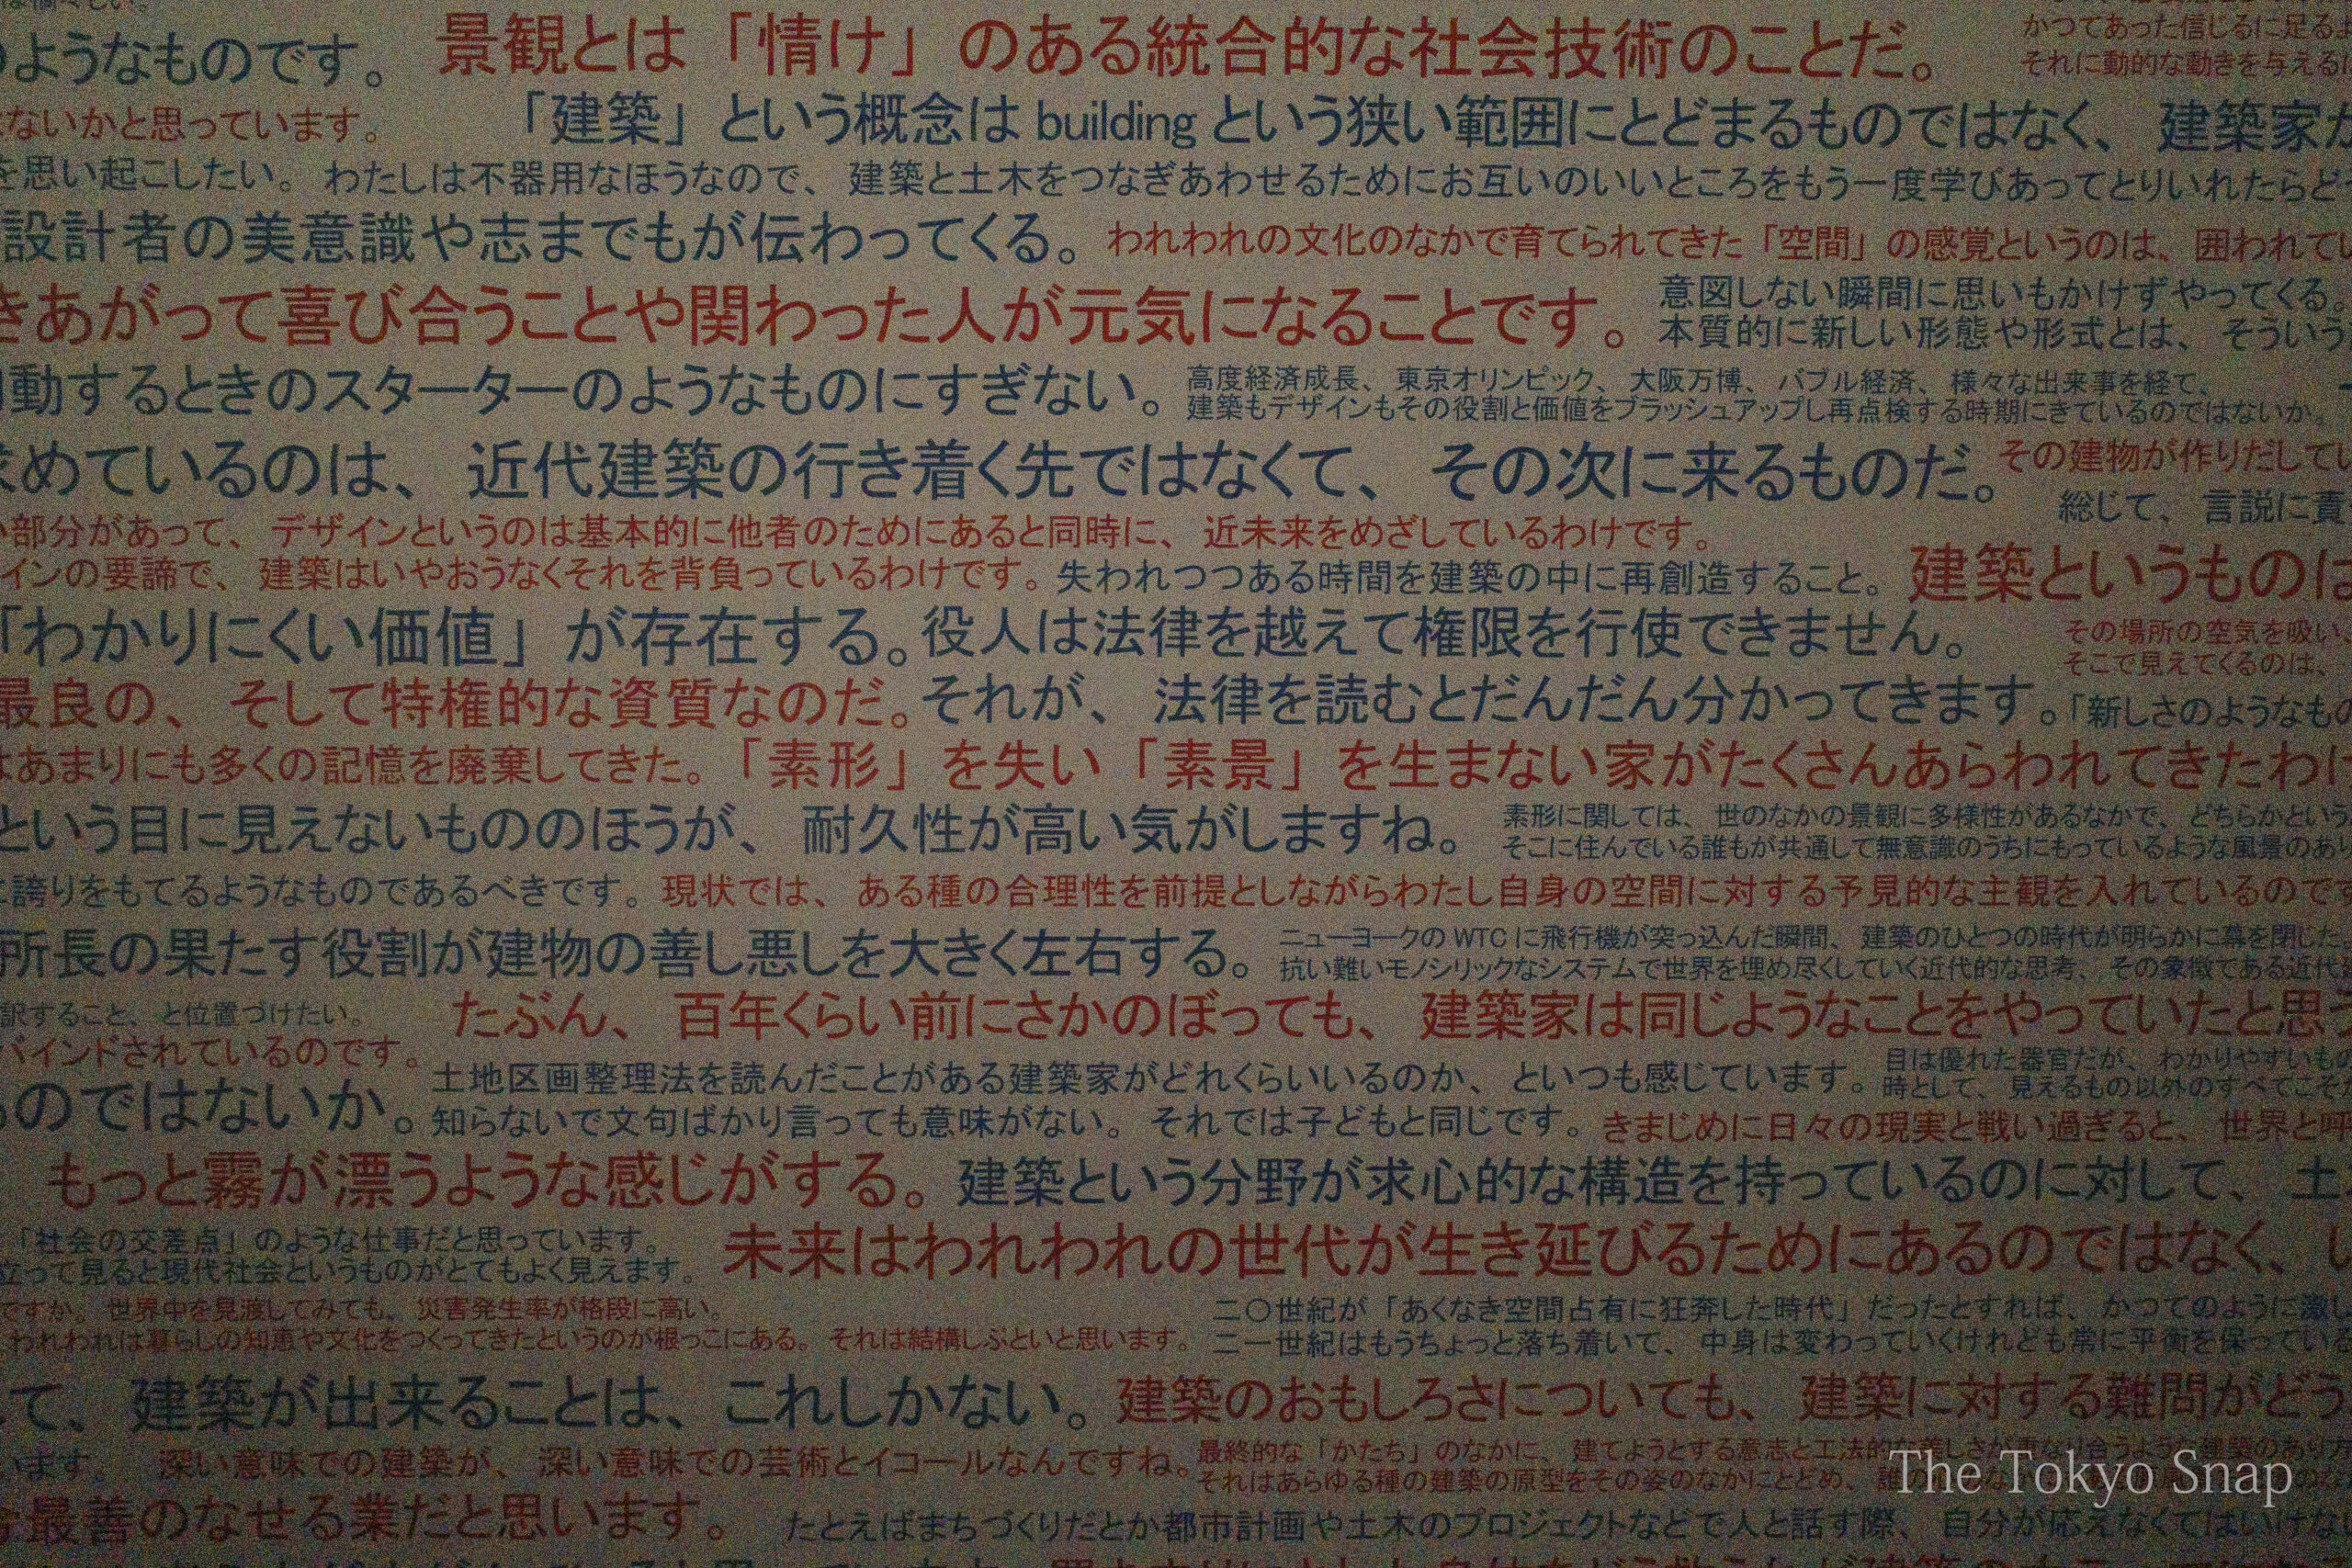 のようなものです。
景観とは「情け」のある統合的な社会技術のことだ。
かつてあった信じるに足る
それに動的な動きを与える
ないかと思っています。
「建築」という概念は building という狭い範囲にとどまるものではなく、建築家が
を思い起こしたい。わたしは不器用なほうなので、建築と土木をつなぎあわせるためにお互いのいいところをもう一度学びあってとりいれたらど
設計者の美意識や志までもが伝わってくる。
われわれの文化のなかで育てられてきた「空間」の感覚というのは、囲われて
きあがって喜び合うことや関わった人が元気になることです。
意図しない瞬間に思いもかけずやってくる。
本質的に新しい形態や形式とは、そういう
動するときのスターターのようなものにすぎない。
高度経済成長、東京オリンピック、大阪万博、バブル経済、様々な出来事を経て、
建築もデザインもその役割と価値をブラッシュアップし再点検する時期にきているのではないか。
求めているのは、近代建築の行き着く先ではなくて、その次に来るものだ。
その建物が作りだしてい
総じて、言説に責
部分があって、デザインというのは基本的に他者のためにあると同時に、近未来をめざしているわけです。
インの要諦で、建築はいやおうなくそれを背負っているわけです。
失われつつある時間を建築の中に再創造すること。
建築というものは
「わかりにくい価値」が存在する。
役人は法律を越えて権限を行使できません。
その場所の空気を吸い
そこで見えてくるのは、
最良の、そして特権的な資質なのだ。
それが、法律を読むとだんだん分かってきます。
「新しさのようなもの
はあまりにも多くの記憶を廃棄してきた。
「素形」を失い「素景」を生まない家がたくさんあらわれてきたわけ
という目に見えないもののほうが、耐久性が高い気がしますね。
素形に関しては、世のなかの景観に多様性があるなかで、どちらかという
そこに住んでいる誰もが共通して無意識のうちにもっているような風景のあり
に誇りをもてるようなものであるべきです。
現状では、ある種の合理性を前提としながらわたし自身の空間に対する予見的な主観を入れているのです
所長の果たす役割が建物の善し悪しを大きく左右する。
ニューヨークの WTC に飛行機が突っ込んだ瞬間、建築のひとつの時代が明らかに幕を閉じた。
抗い難いモノシリックなシステムで世界を埋め尽くしていく近代的な思考、その象徴である近代
訳すること、と位置づけたい。
たぶん、百年くらい前にさかのぼっても、建築家は同じようなことをやっていたと思う
バインドされているのです。
土地区画整理法を読んだことがある建築家がどれくらいいるのか、といつも感じています。
目は優れた器官だが、わかりやすいもの
時として、見えるもの以外のすべてこそ
ものではないか。
知らないで文句ばかり言っても意味がない。それでは子どもと同じです。
きまじめに日々の現実と戦い過ぎると、世界と呼
もっと霧が漂うような感じがする。
建築という分野が求心的な構造を持っているのに対して、土
「社会の交差点」のような仕事だと思っています。
立って見ると現代社会というものがとてもよく見えます。
未来はわれわれの世代が生き延びるためにあるのではなく、い
ですか。世界中を見渡してみても、災害発生率が格段に高い。
われわれは暮らしの知恵や文化をつくってきたというのが根っこにある。それは結構しぶといと思います。
二〇世紀が「あくなき空間占有に狂奔した時代」だったとすれば、かつてのように激し
二一世紀はもうちょっと落ち着いて、中身は変わっていくけれども常に平衡を保っている
て、建築が出来ることは、これしかない。
建築のおもしろさについても、建築に対する難問がどう
います。深い意味での建築が、深い意味での芸術とイコールなんですね。
最終的な「かたち」のなかに、建てようとする意志と工法的な美しさが重なり合うような建築のあり方
それはあらゆる種の建築の原型をその姿のなかにとどめ、誰の
最善のなせる業だと思います。
たとえばまちづくりだとか都市計画や土木のプロジェクトなどで人と話す際、自分が応えなくてはいけない
The Tokyo Snap